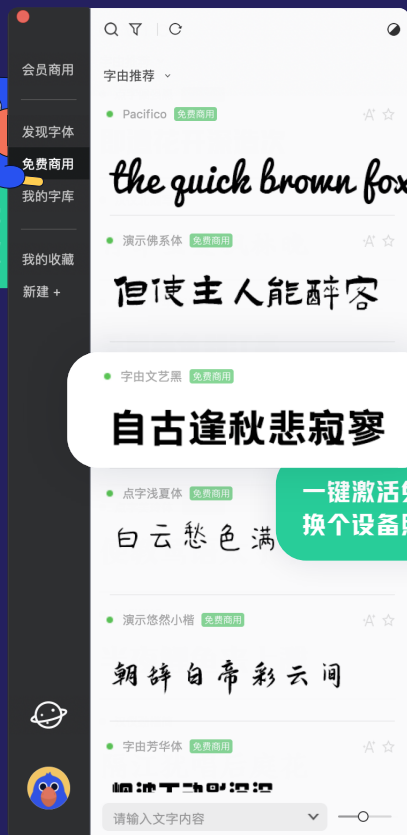 会员商用
发现字体
免费商用
我的字库
我的收藏
新建 +
字由推荐
Pacifico 免费商用
the quick brown fox
演示佛系体 免费商用
但使主人能醉客
字由文艺黑 免费商用
自古逢秋悲寂寥
点字浅夏体 免费商用
白云愁色满
一键激活
换个设备
演示悠然小楷 免费商用
朝辞白帝彩云间
字由芳华体 免费商用
请输入文字内容